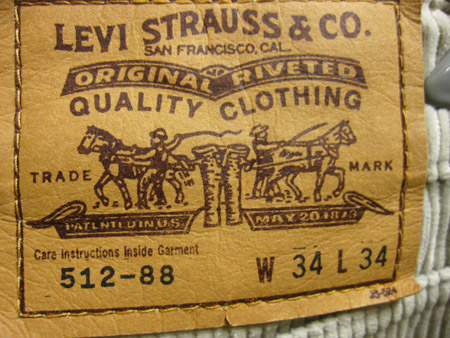 LEVI STRAUSS & CO.
SAN FRANCISCO, CAL.
ORIGINAL RIVETED
QUALITY CLOTHING
TRADE MARK
PATENTED IN U.S. MAY 20 1873
Care Instructions Inside Garment
512-88 W 34 L 34